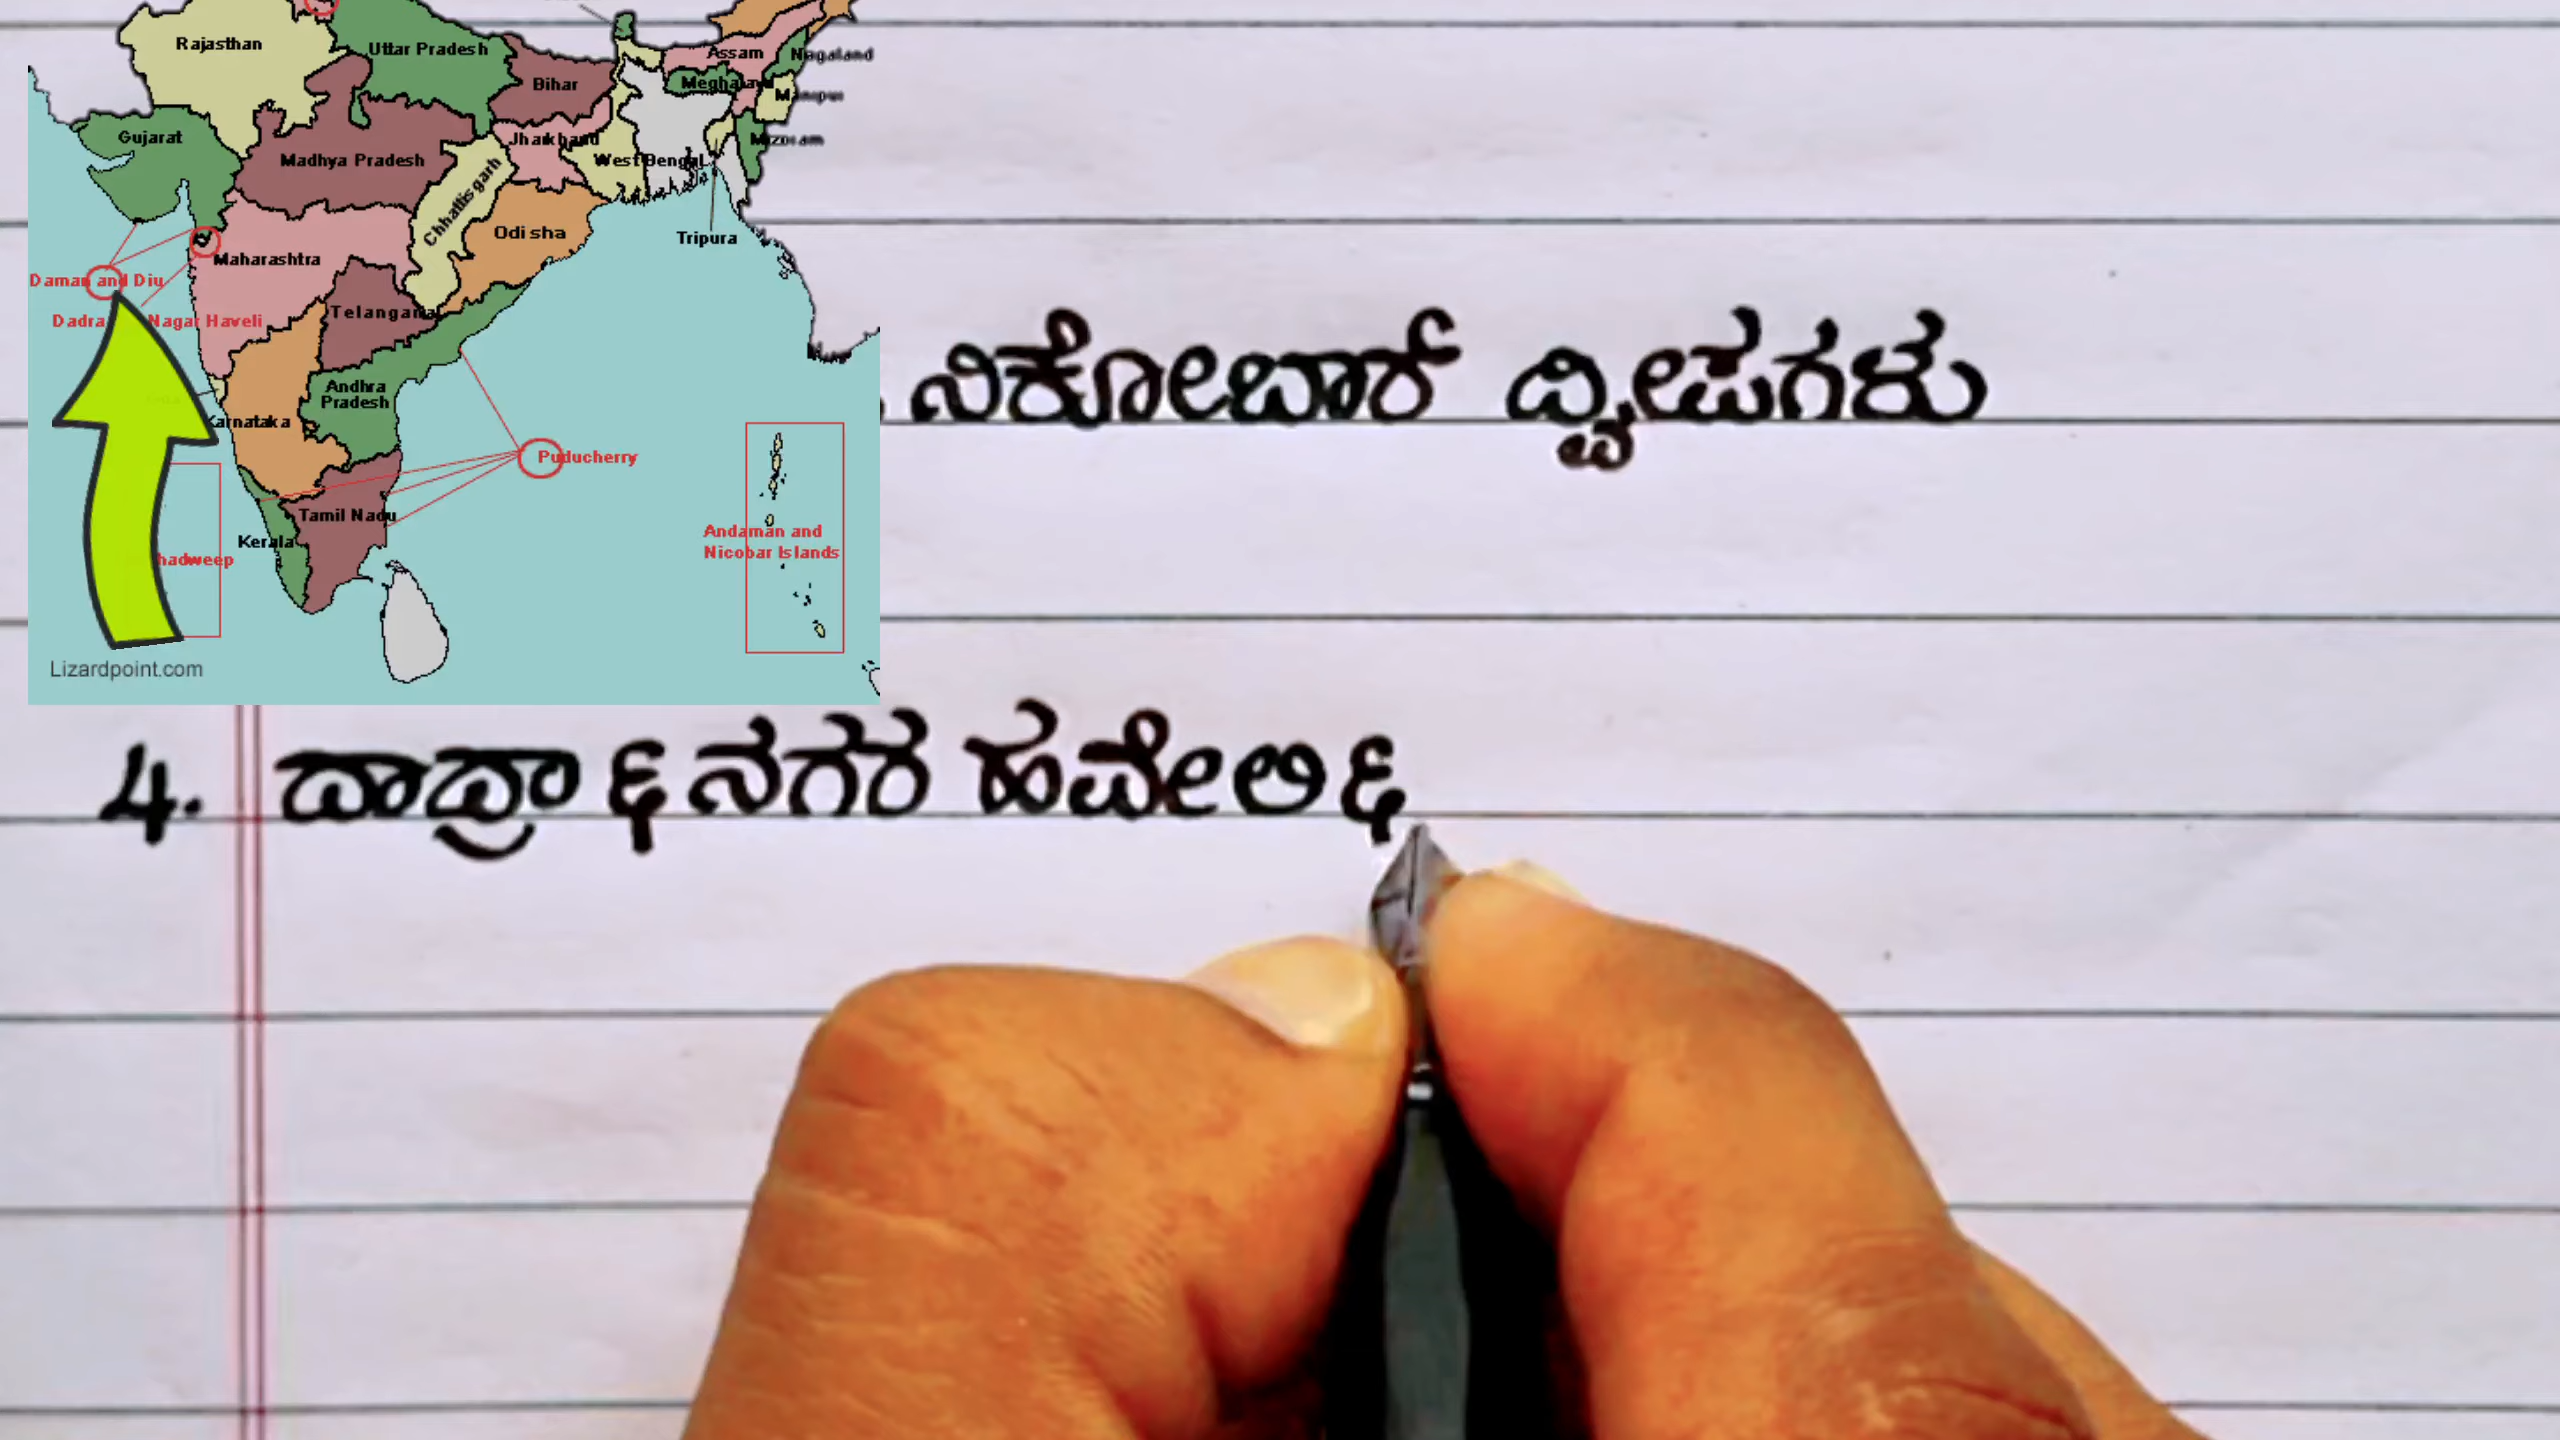 Rajasthan
Uttar Pradesh
Bihar
Assam
Nagaland
Meghalaya
Manipur
Mizoram
Tripura
Gujarat
Madhya Pradesh
Jharkhand
West Bengal
Chhattisgarh
Odisha
Maharashtra
Daman and Diu
Dadra Nagar Haveli
Telangana
Andhra
Pradesh
Karnataka
Puducherry
Tamil Nadu
Kerala
Andaman and
Nicobar Islands
Lizardpoint.com
ನಿಕೋಬಾರ್ ದ್ವೀಪಗಳು
4. ದಾದ್ರಾ & ನಗರ ಹವೇಲಿ &